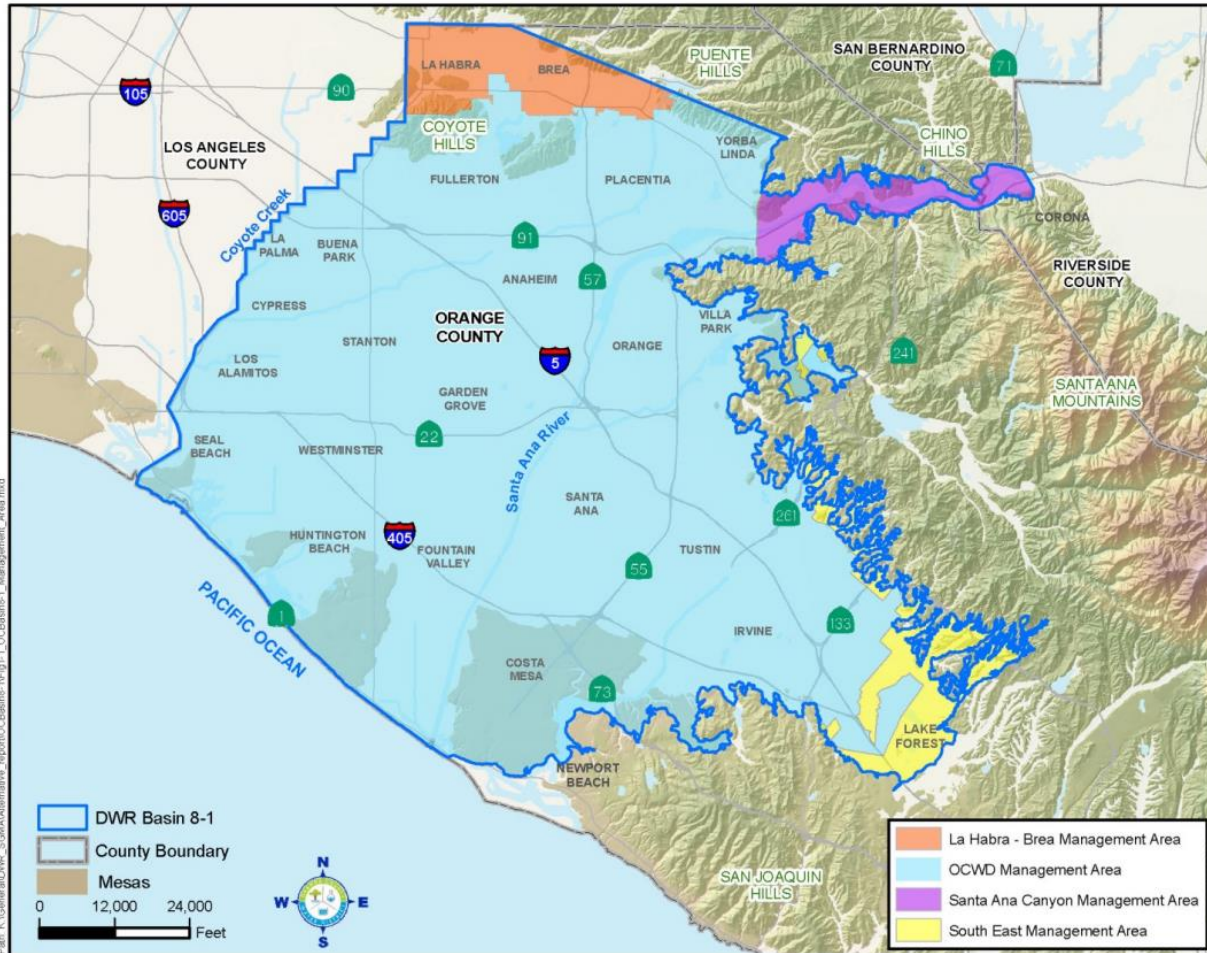 SAN BERNARDINO
COUNTY
71
PUENTE
HILLS
LA HABRA
BREA
105
90
CHINO
HILLS
COYOTE
HILLS
YORBA
LINDA
LOS ANGELES
COUNTY
FULLERTON
PLACENTIA
605
Coyote Creek
CORONA
LA
PALMA
BUENA
PARK
91
ANAHEIM
57
RIVERSIDE
COUNTY
CYPRESS
ORANGE
COUNTY
VILLA
PARK
STANTON
ORANGE
5
241
LOS
ALAMITOS
SANTA ANA
MOUNTAINS
GARDEN
GROVE
22
SEAL
BEACH
WESTMINSTER
Santa Ana River
SANTA
ANA
261
HUNTINGTON
BEACH
405
FOUNTAIN
VALLEY
TUSTIN
55
PACIFIC OCEAN
1
IRVINE
133
COSTA
MESA
73
LAKE
FOREST
NEWPORT
BEACH
SAN JOAQUIN
HILLS
DWR Basin 8-1
County Boundary
Mesas
0 12,000 24,000
Feet
N
W E
S
La Habra - Brea Management Area
OCWD Management Area
Santa Ana Canyon Management Area
South East Management Area